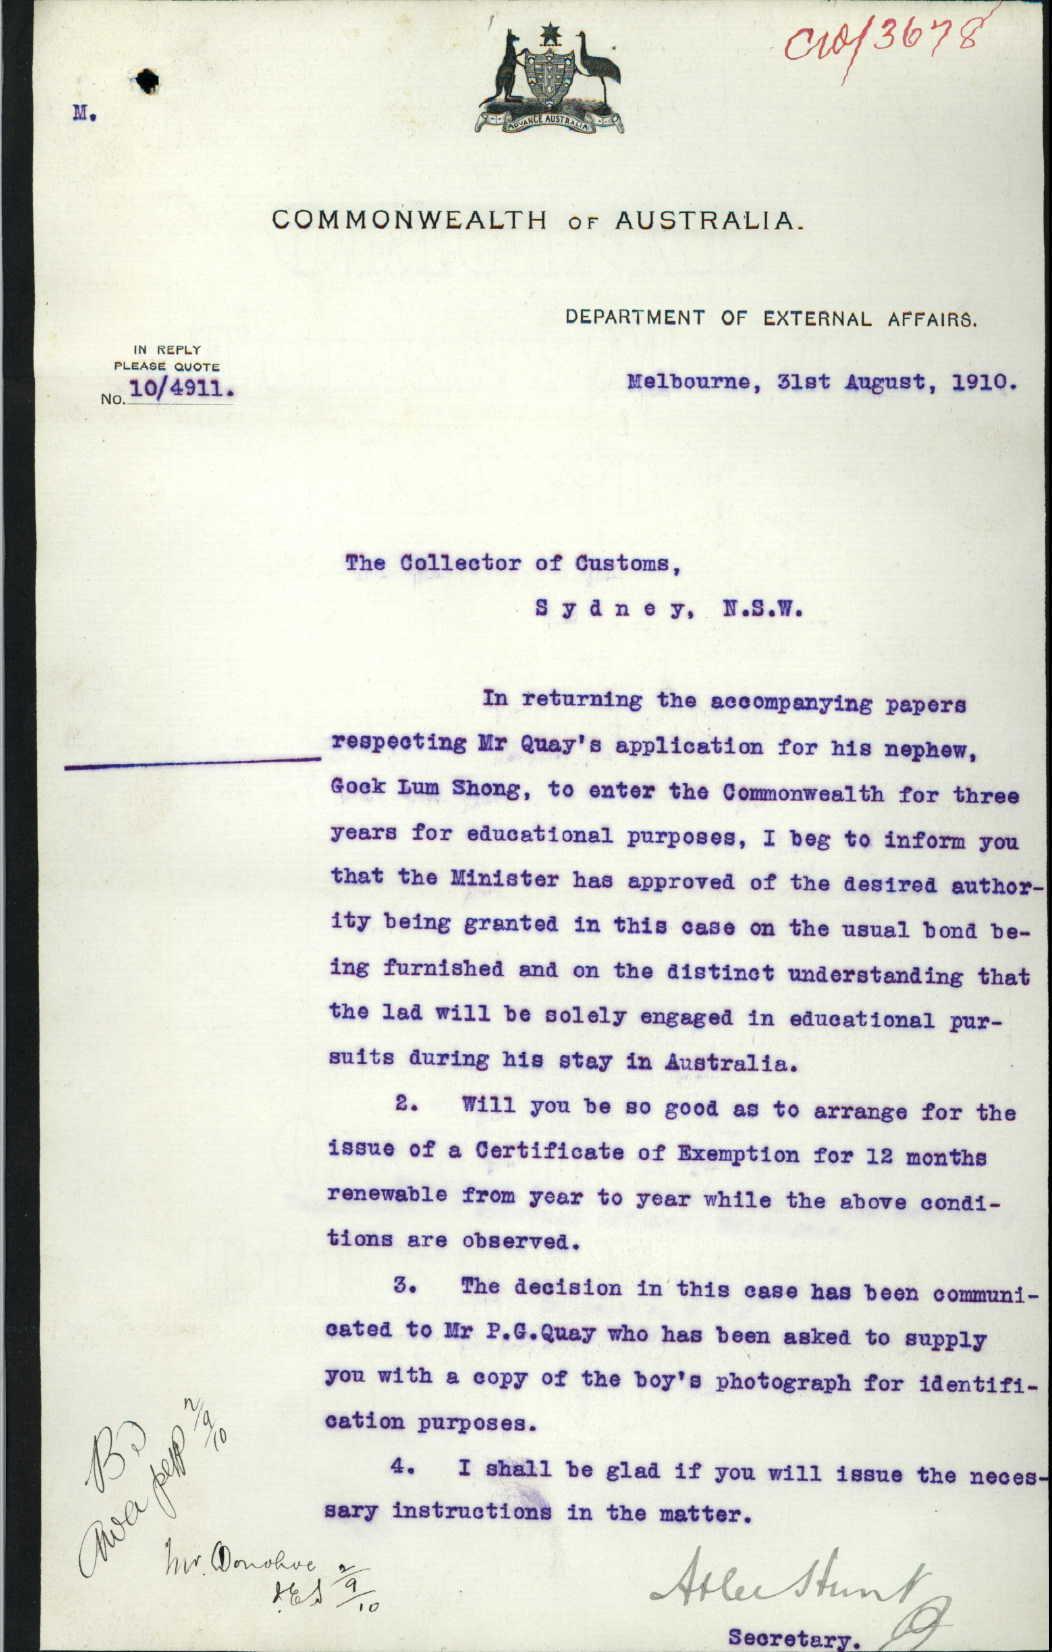 C10/3678
M.
ADVANCE AUSTRALIA
COMMONWEALTH OF AUSTRALIA.
DEPARTMENT OF EXTERNAL AFFAIRS.
IN REPLY
PLEASE QUOTE
No. 10/4911.
Melbourne, 31st August, 1910.
The Collector of Customs,
S y d n e y, N.S.W.
In returning the accompanying papers
respecting Mr Quay's application for his nephew,
Gock Lum Shong, to enter the Commonwealth for three
years for educational purposes, I beg to inform you
that the Minister has approved of the desired author-
ity being granted in this case on the usual bond be-
ing furnished and on the distinct understanding that
the lad will be solely engaged in educational pur-
suits during his stay in Australia.
2. Will you be so good as to arrange for the
issue of a Certificate of Exemption for 12 months
renewable from year to year while the above condi-
tions are observed.
3. The decision in this case has been communi-
cated to Mr P.G.Quay who has been asked to supply
you with a copy of the boy's photograph for identifi-
cation purposes.
4. I shall be glad if you will issue the neces-
sary instructions in the matter.
2/9/10
Mr. Donohoe
2/9/10
Atlee Hunt
Secretary.